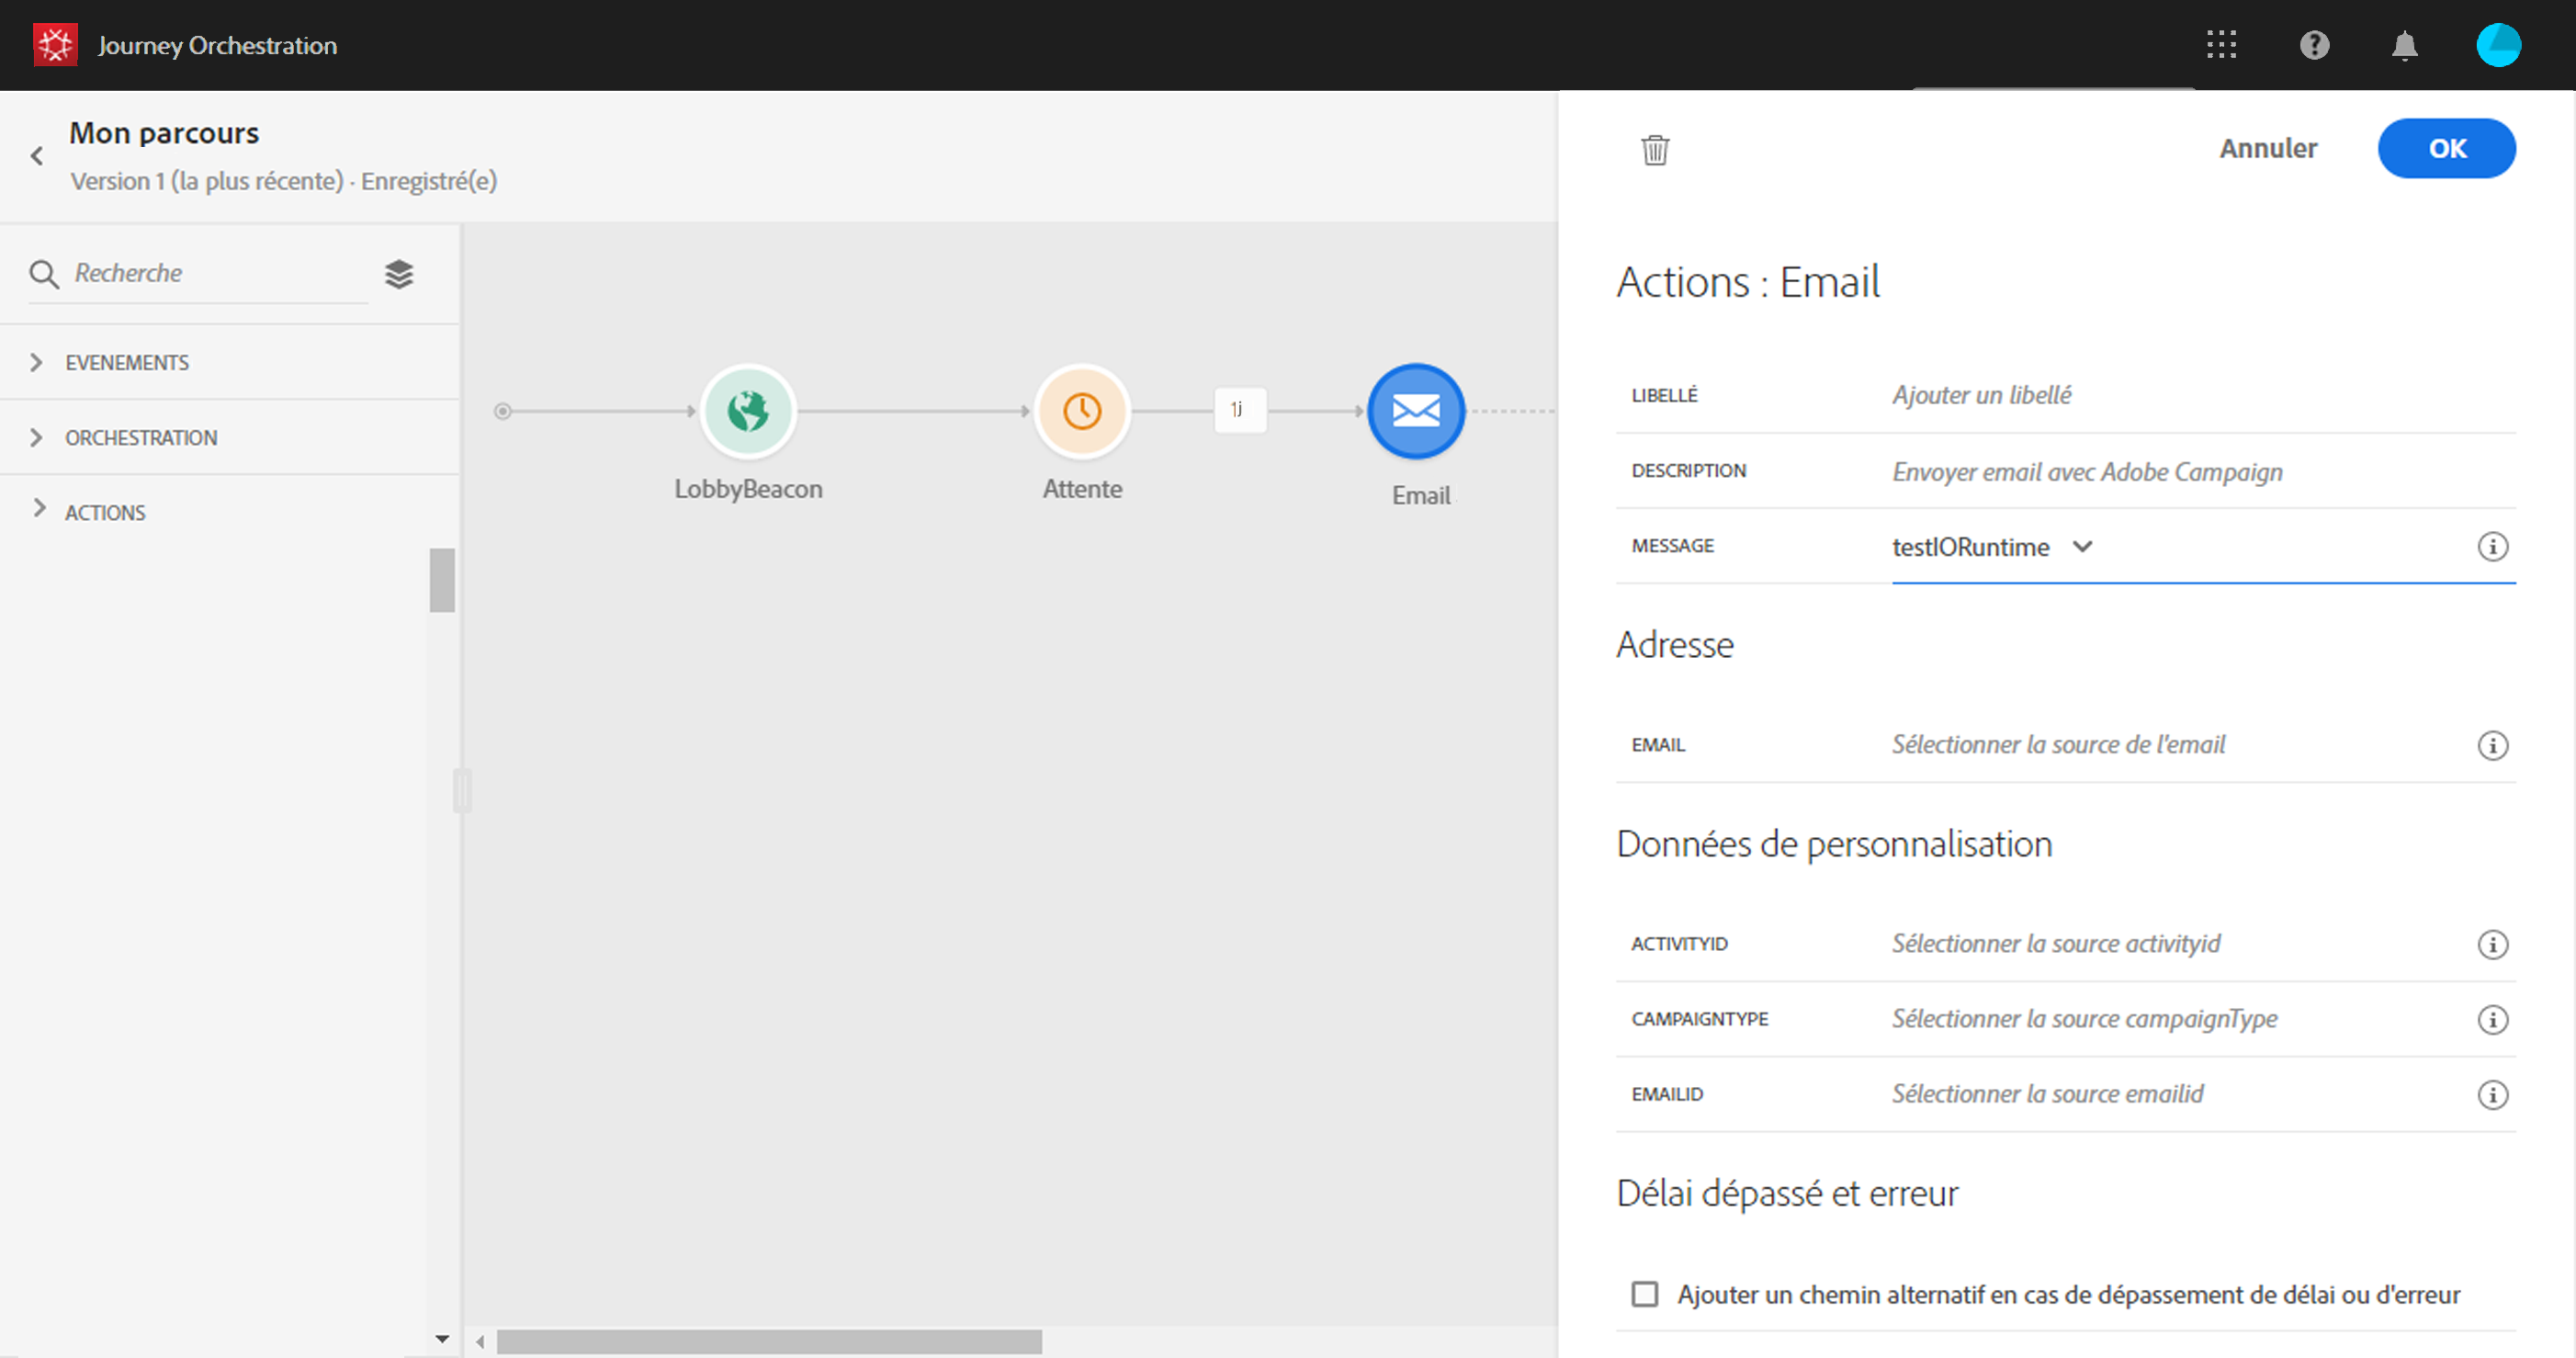 Journey Orchestration
Mon parcours
Version 1 (la plus récente) · Enregistré(e)
Recherche
EVENEMENTS
ORCHESTRATION
ACTIONS
LobbyBeacon
Attente
1j
Email
Annuler
OK
Actions : Email
LIBELLÉ
Ajouter un libellé
DESCRIPTION
Envoyer email avec Adobe Campaign
MESSAGE
testIORuntime
Adresse
EMAIL
Sélectionner la source de l'email
Données de personnalisation
ACTIVITYID
Sélectionner la source activityid
CAMPAIGNTYPE
Sélectionner la source campaignType
EMAILID
Sélectionner la source emailid
Délai dépassé et erreur
Ajouter un chemin alternatif en cas de dépassement de délai ou d'erreur